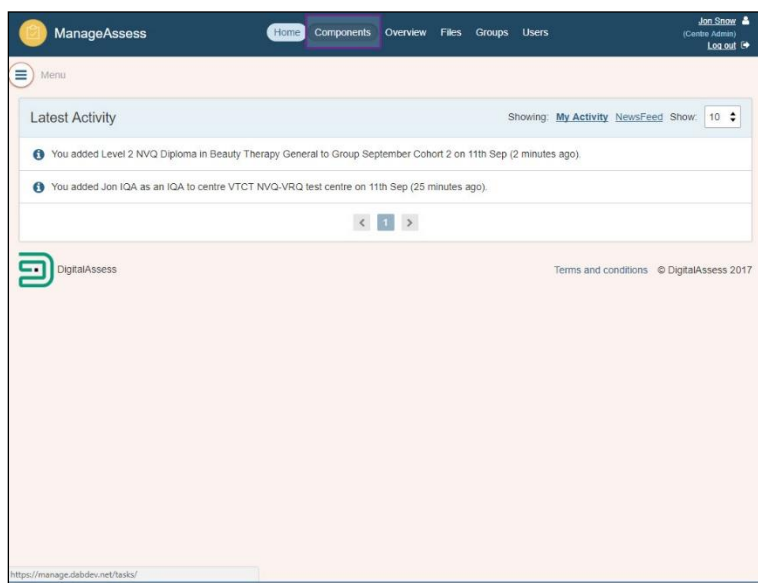 ManageAssess
Home Components Overview Files Groups Users
Jon Snow
(Centre Admin)
Log out
Menu
Latest Activity
Showing: My Activity NewsFeed Show: 10
You added Level 2 NVQ Diploma in Beauty Therapy General to Group September Cohort 2 on 11th Sep (2 minutes ago).
You added Jon IQA as an IQA to centre VTCT NVQ-VRQ test centre on 11th Sep (25 minutes ago).
< 1 >
DigitalAssess
Terms and conditions © DigitalAssess 2017
https://manage.dabdev.net/tasks/